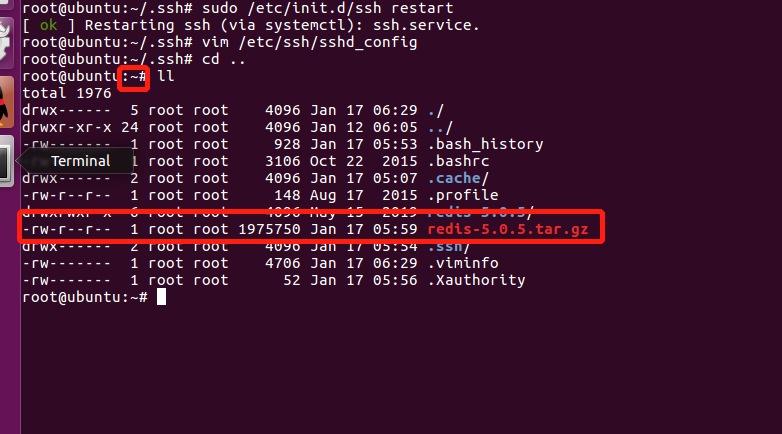 root@ubuntu:~/.ssh# sudo /etc/init.d/ssh restart
[ ok ] Restarting ssh (via systemctl): ssh.service.
root@ubuntu:~/.ssh# vim /etc/ssh/sshd_config
root@ubuntu:~/.ssh# cd ..
root@ubuntu:~# ll
total 1976
drwx------ 5 root root 4096 Jan 17 06:29 ./
drwxr-xr-x 24 root root 4096 Jan 12 06:05 ../
-rw------- 1 root root 928 Jan 17 05:53 .bash_history
Terminal 1 root root 3106 Oct 22 2015 .bashrc
drwx------ 2 root root 4096 Jan 17 05:07 .cache/
-rw-r--r-- 1 root root 148 Aug 17 2015 .profile
drwxrwxr-x 6 root root 4096 May 15 2019 redis-5.0.5/
-rw-r--r-- 1 root root 1975750 Jan 17 05:59 redis-5.0.5.tar.gz
drwx------ 2 root root 4096 Jan 17 05:54 .ssh/
-rw------- 1 root root 4706 Jan 17 06:29 .viminfo
-rw------- 1 root root 52 Jan 17 05:56 .Xauthority
root@ubuntu:~#